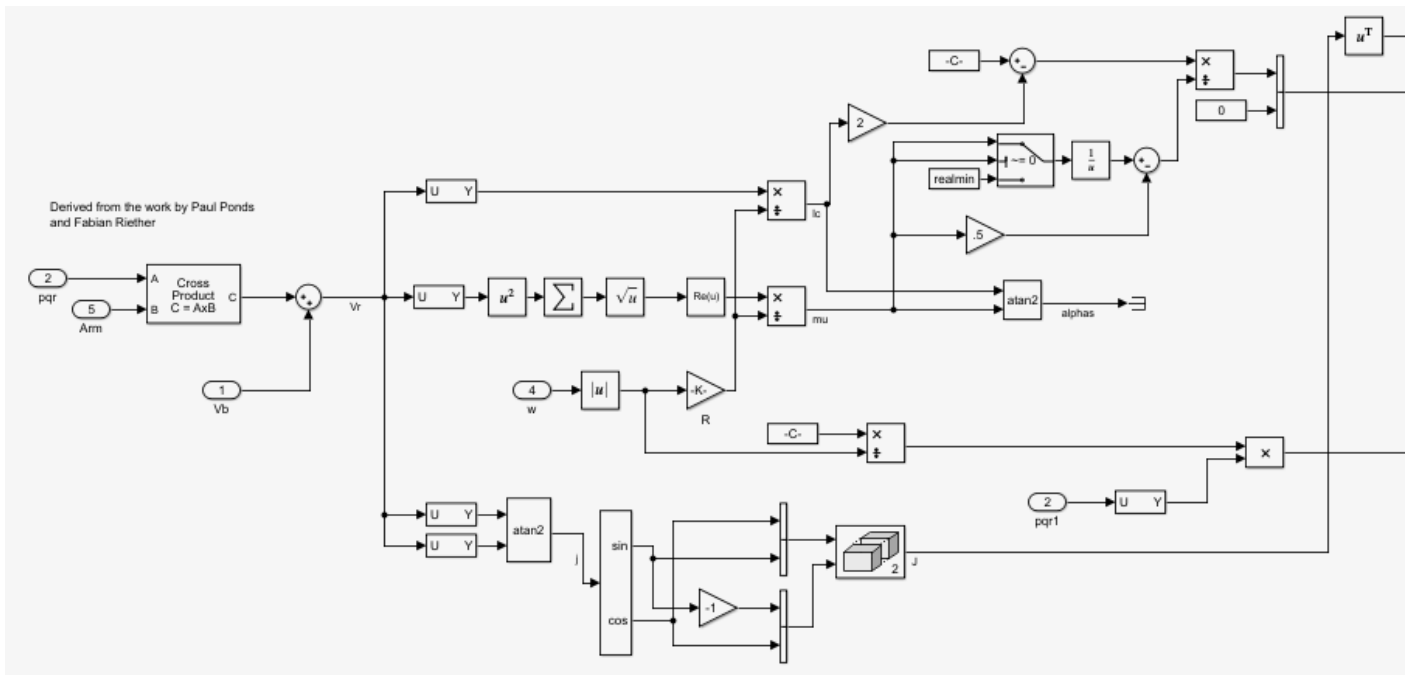 uᵀ
-C-
+
-
×
÷
0
2
~= 0
1
u
+
-
realmin
U Y
×
÷
lc
Derived from the work by Paul Ponds
and Fabian Riether
.5
2
pqr
A
Cross
Product
C = AxB
B
C
5
Arm
+
+
Vr
U Y
u²
∑
√u
Re(u)
×
÷
mu
atan2
alphas
1
Vb
4
w
|u|
-K-
R
-C-
×
÷
×
2
pqr1
U Y
U Y
U Y
atan2
j
sin
cos
-1
2
J